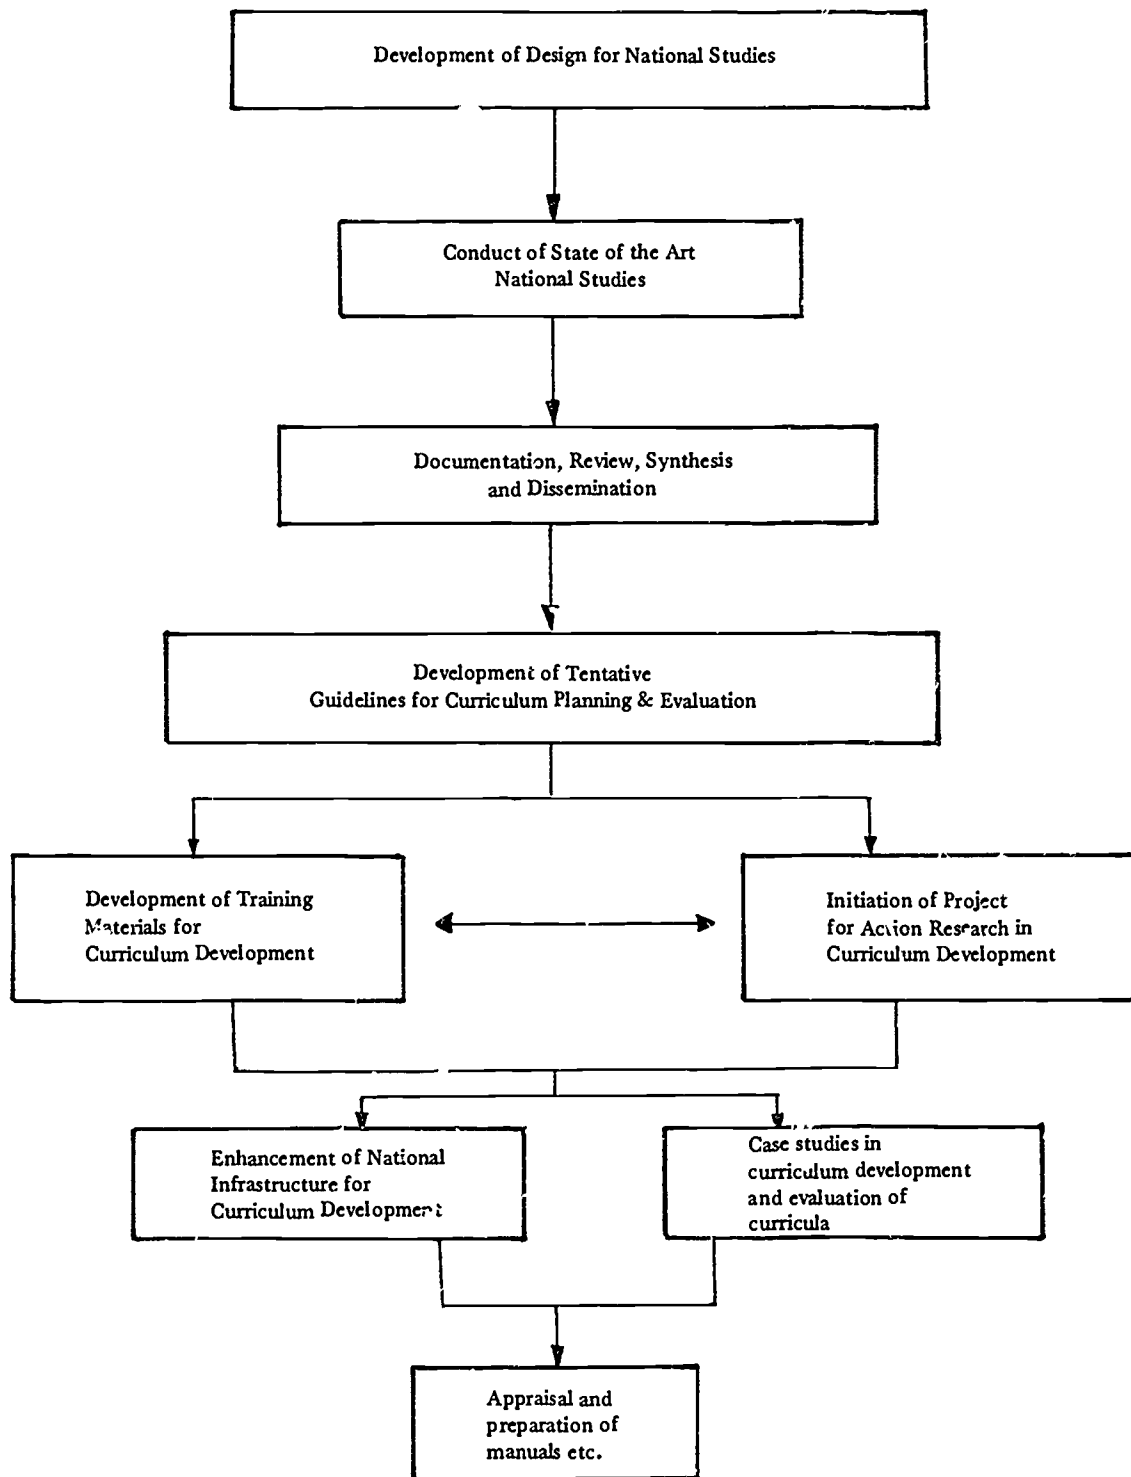 Development of Design for National Studies
Conduct of State of the Art
National Studies
Documentation, Review, Synthesis
and Dissemination
Development of Tentative
Guidelines for Curriculum Planning & Evaluation
Development of Training
Materials for
Curriculum Development
Initiation of Project
for Action Research in
Curriculum Development
Enhancement of National
Infrastructure for
Curriculum Development
Case studies in
curriculum development
and evaluation of
curricula
Appraisal and
preparation of
manuals etc.